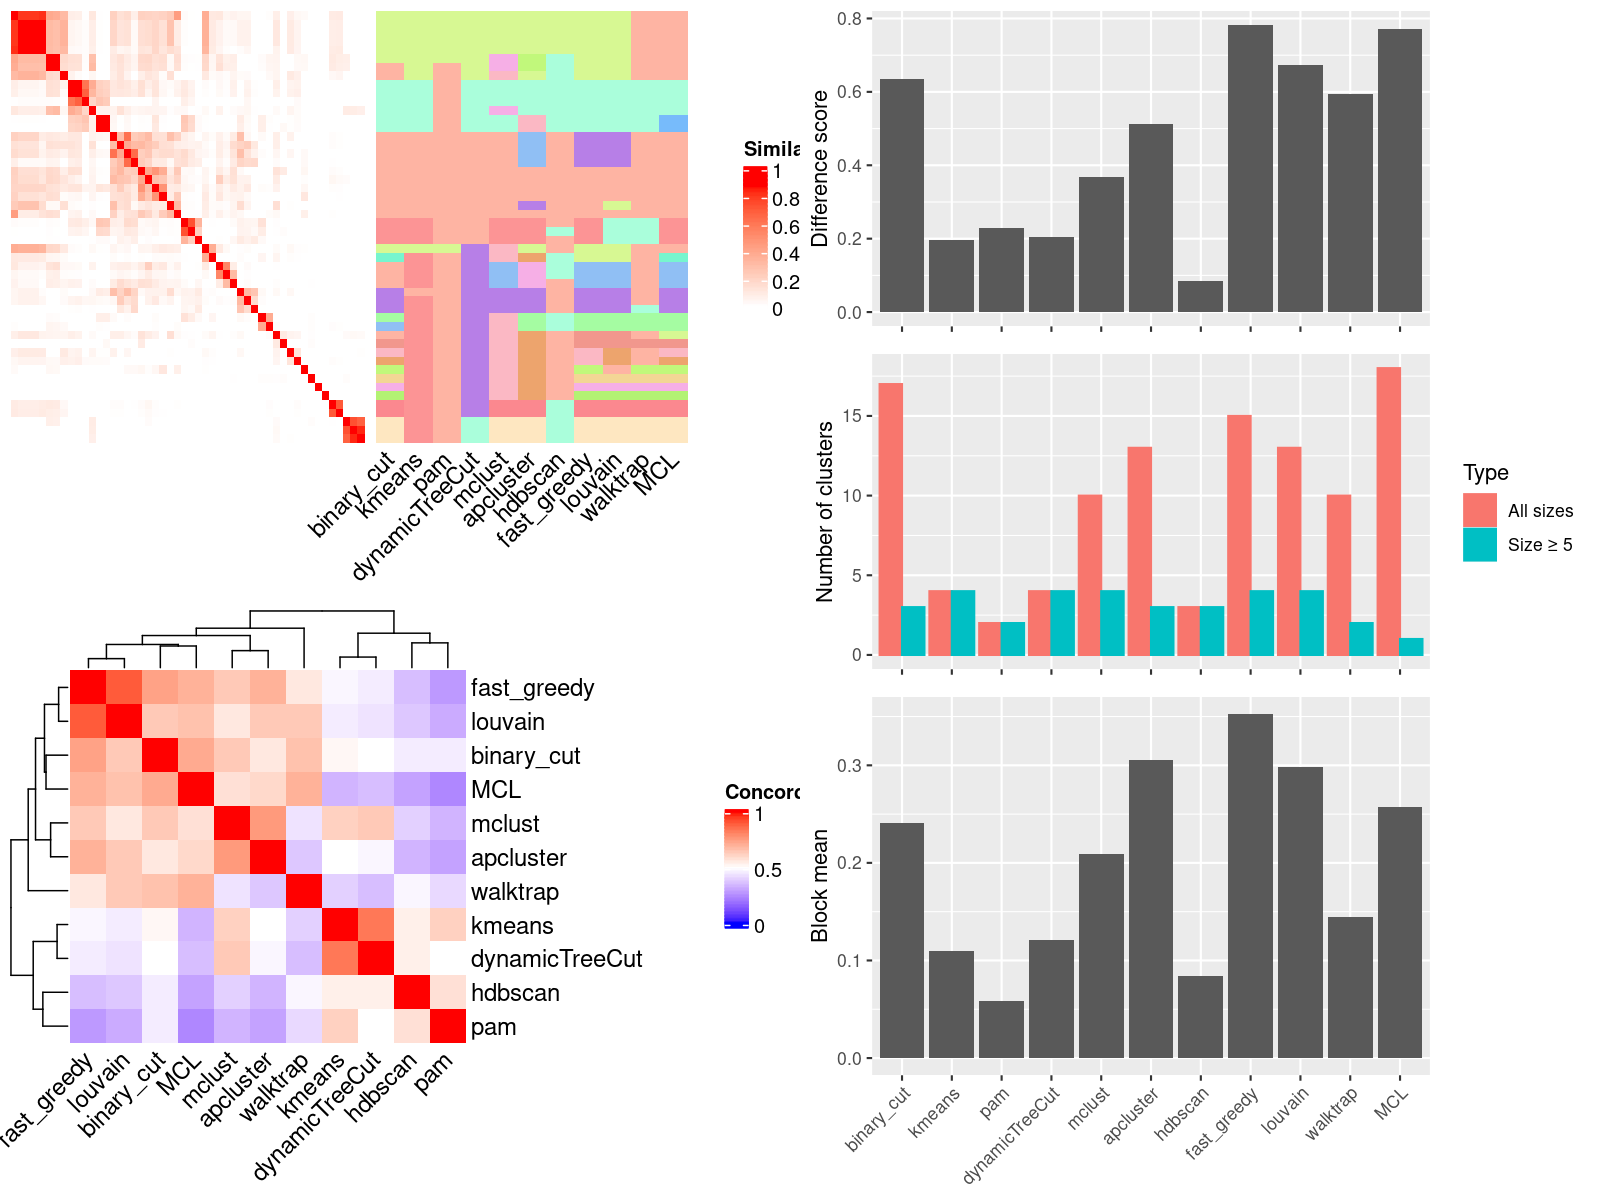 Simila
1
0.8
0.6
0.4
0.2
0
binary_cut
kmeans
pam
dynamicTreeCut
mclust
apcluster
hdbscan
fast_greedy
louvain
walktrap
MCL
fast_greedy
louvain
binary_cut
MCL
mclust
apcluster
walktrap
kmeans
dynamicTreeCut
hdbscan
pam
Concord
1
0.5
0
fast_greedy
louvain
binary_cut
MCL
mclust
apcluster
walktrap
kmeans
dynamicTreeCut
hdbscan
pam
Difference score
0.8
0.6
0.4
0.2
0.0
Number of clusters
15
10
5
0
Type
All sizes
Size ≥ 5
Block mean
0.3
0.2
0.1
0.0
binary_cut
kmeans
pam
dynamicTreeCut
mclust
apcluster
hdbscan
fast_greedy
louvain
walktrap
MCL